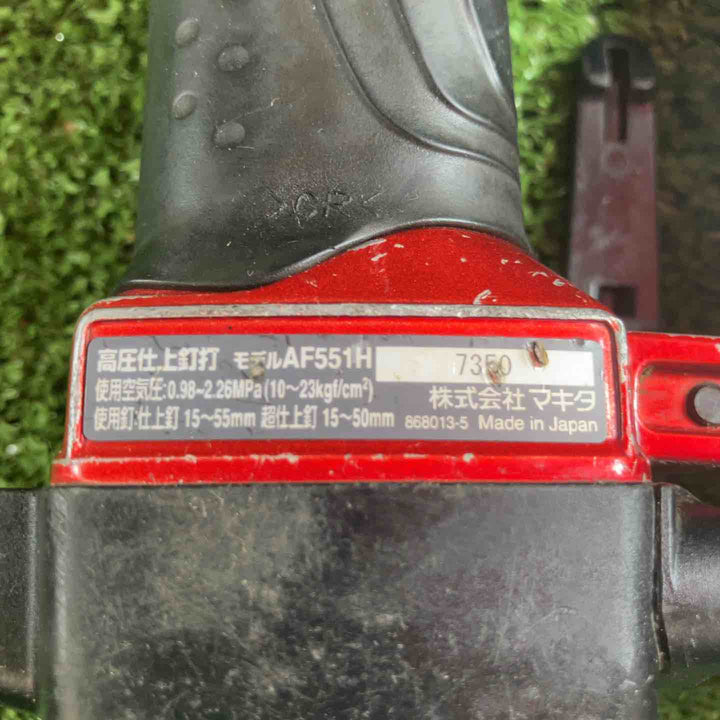 >CR<
高圧仕上釘打 モデルAF551H 7350
使用空気圧:0.98~2.26MPa(10~23kgf/cm²) 株式会社マキタ
使用釘:仕上釘 15~55mm 超仕上釘 15~50mm 868013-5 Made in Japan